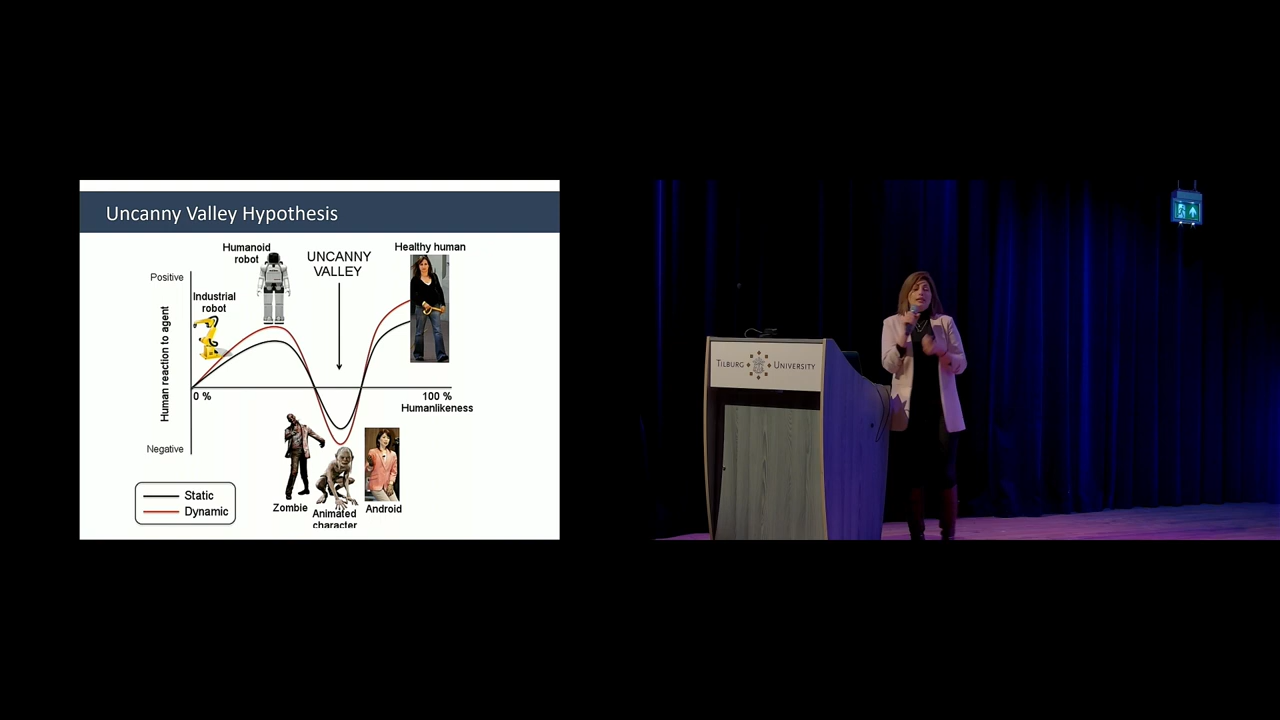 Uncanny Valley Hypothesis
Humanoid
robot
UNCANNY
VALLEY
Healthy human
Positive
Industrial
robot
Human reaction to agent
0 %
100 %
Humanlikeness
Negative
Static
Dynamic
Zombie
Animated
character
Android
TILBURG UNIVERSITY